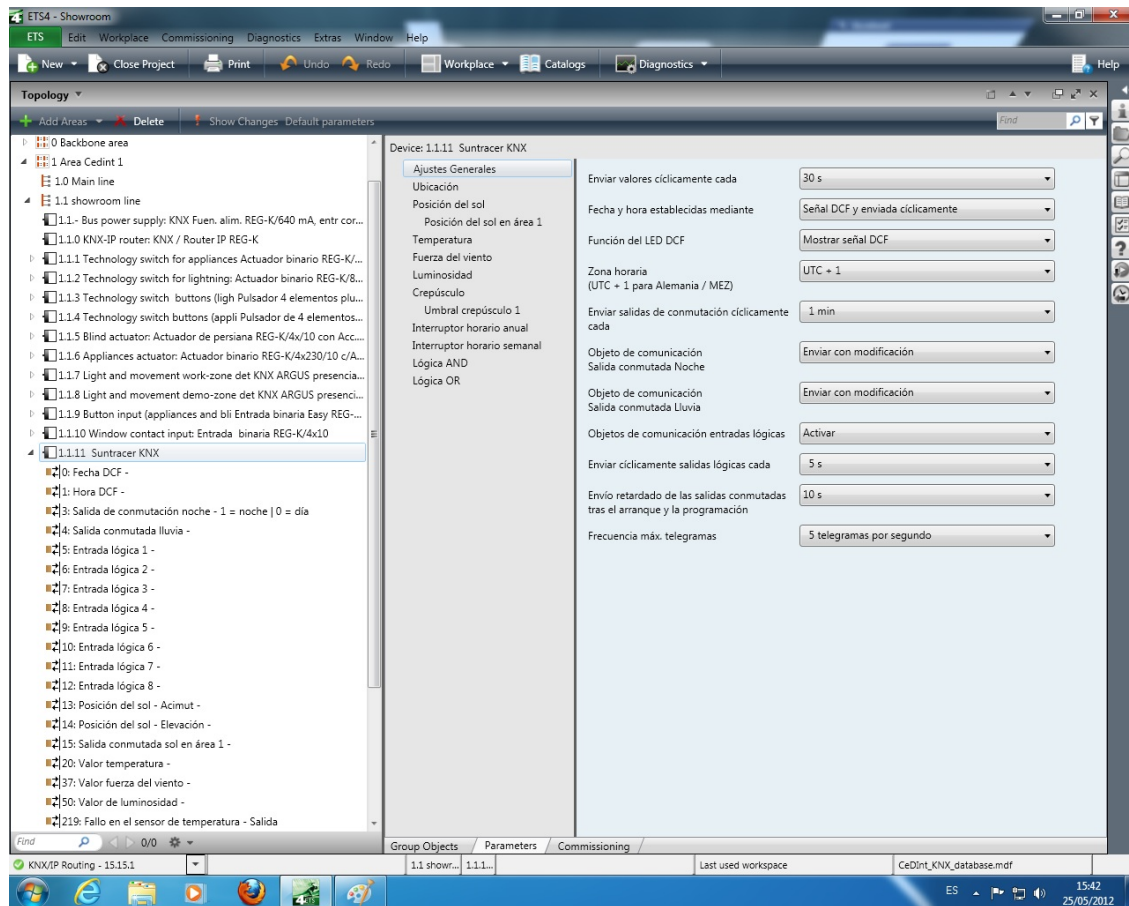 ETS4 - Showroom
ETS Edit Workplace Commissioning Diagnostics Extras Window Help
New Close Project Print Undo Redo Workplace Catalogs Diagnostics Help
Topology
Add Areas Delete Show Changes Default parameters Find
0 Backbone area
1 Area Cedint 1
1.0 Main line
1.1 showroom line
1.1.- Bus power supply: KNX Fuen. alim. REG-K/640 mA, entr cor...
1.1.0 KNX-IP router: KNX / Router IP REG-K
1.1.1 Technology switch for appliances Actuador binario REG-K/...
1.1.2 Technology switch for lightning: Actuador binario REG-K/8...
1.1.3 Technology switch buttons (ligh Pulsador 4 elementos plu...
1.1.4 Technology switch buttons (appli Pulsador de 4 elementos...
1.1.5 Blind actuator: Actuador de persiana REG-K/4x/10 con Acc....
1.1.6 Appliances actuator: Actuador binario REG-K/4x230/10 c/A...
1.1.7 Light and movement work-zone det KNX ARGUS presencia...
1.1.8 Light and movement demo-zone det KNX ARGUS presenci...
1.1.9 Button input (appliances and bli Entrada binaria Easy REG-...
1.1.10 Window contact input: Entrada binaria REG-K/4x10
1.1.11 Suntracer KNX
0: Fecha DCF -
1: Hora DCF -
3: Salida de conmutación noche - 1 = noche | 0 = día
4: Salida conmutada lluvia -
5: Entrada lógica 1 -
6: Entrada lógica 2 -
7: Entrada lógica 3 -
8: Entrada lógica 4 -
9: Entrada lógica 5 -
10: Entrada lógica 6 -
11: Entrada lógica 7 -
12: Entrada lógica 8 -
13: Posición del sol - Acimut -
14: Posición del sol - Elevación -
15: Salida conmutada sol en área 1 -
20: Valor temperatura -
37: Valor fuerza del viento -
50: Valor de luminosidad -
219: Fallo en el sensor de temperatura - Salida
Find 0/0
Device: 1.1.11 Suntracer KNX
Ajustes Generales
Ubicación
Posición del sol
Posición del sol en área 1
Temperatura
Fuerza del viento
Luminosidad
Crepúsculo
Umbral crepúsculo 1
Interruptor horario anual
Interruptor horario semanal
Lógica AND
Lógica OR
Enviar valores cíclicamente cada 30 s
Fecha y hora establecidas mediante Señal DCF y enviada cíclicamente
Función del LED DCF Mostrar señal DCF
Zona horaria UTC + 1
(UTC + 1 para Alemania / MEZ)
Enviar salidas de conmutación cíclicamente 1 min
cada
Objeto de comunicación Enviar con modificación
Salida conmutada Noche
Objeto de comunicación Enviar con modificación
Salida conmutada Lluvia
Objetos de comunicación entradas lógicas Activar
Enviar cíclicamente salidas lógicas cada 5 s
Envío retardado de las salidas conmutadas 10 s
tras el arranque y la programación
Frecuencia máx. telegramas 5 telegramas por segundo
Group Objects Parameters Commissioning
KNX/IP Routing - 15.15.1 1.1 showr... 1.1.1... Last used workspace CeDInt_KNX_database.mdf
ES 15:42
25/05/2012